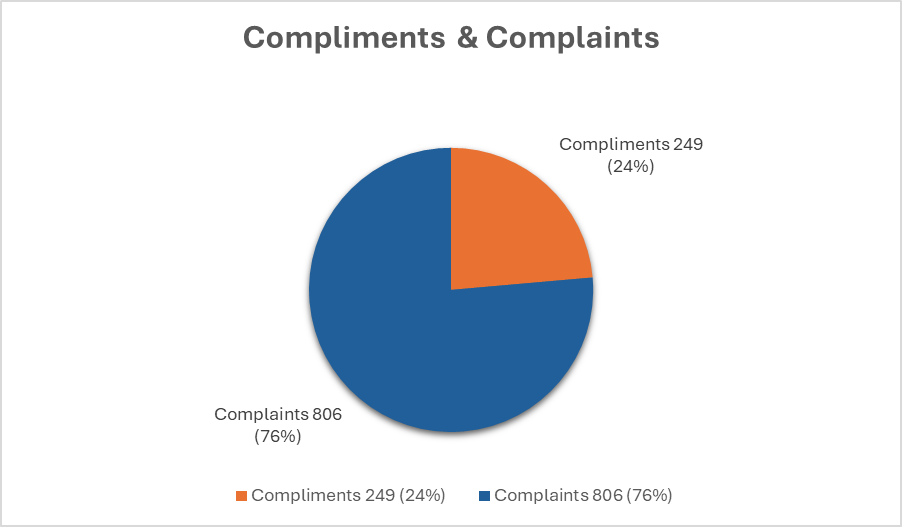 Compliments & Complaints
Compliments 249
(24%)
Complaints 806
(76%)
Compliments 249 (24%)
Complaints 806 (76%)